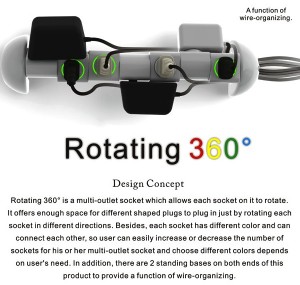 A function of
wire-organizing.
Rotating 360°
Design Concept
Rotating 360° is a multi-outlet socket which allows each socket on it to rotate.
It offers enough space for different shaped plugs to plug in just by rotating each
socket in different directions. Besides, each socket has different color and can
connect each other, so user can easily increase or decrease the number of
sockets for his or her multi-outlet socket and choose different colors depends
on user's need. In addition, there are 2 standing bases on both ends of this
product to provide a function of wire-organizing.